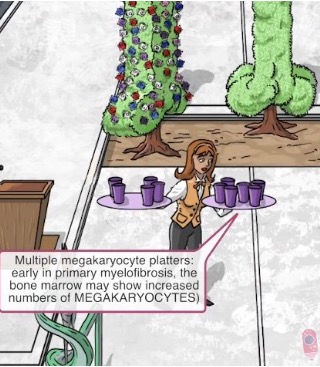 Multiple megakaryocyte platters:
early in primary myelofibrosis, the
bone marrow may show increased
numbers of MEGAKARYOCYTES)